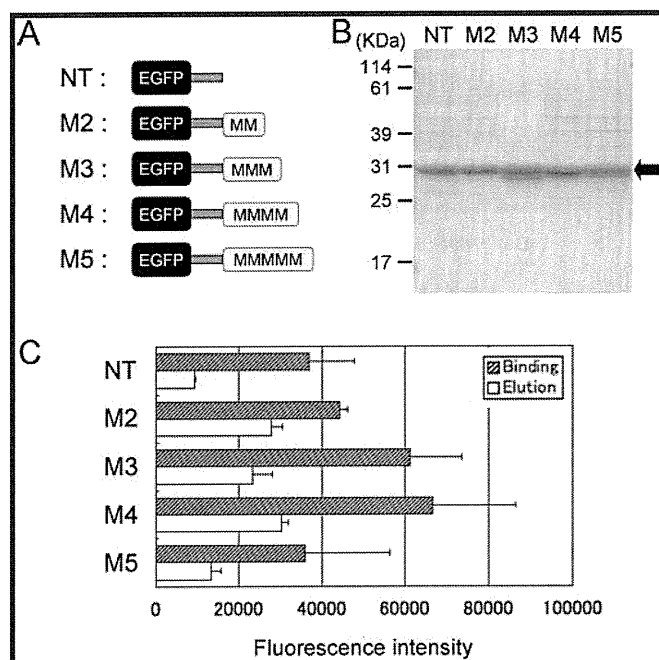 A
NT : EGFP
M2 : EGFP MM
M3 : EGFP MMM
M4 : EGFP MMMM
M5 : EGFP MMMMM
B (KDa) NT M2 M3 M4 M5
114
61
39
31
25
17
C
Binding
Elution
NT
M2
M3
M4
M5
0 20000 40000 60000 80000 100000
Fluorescence intensity